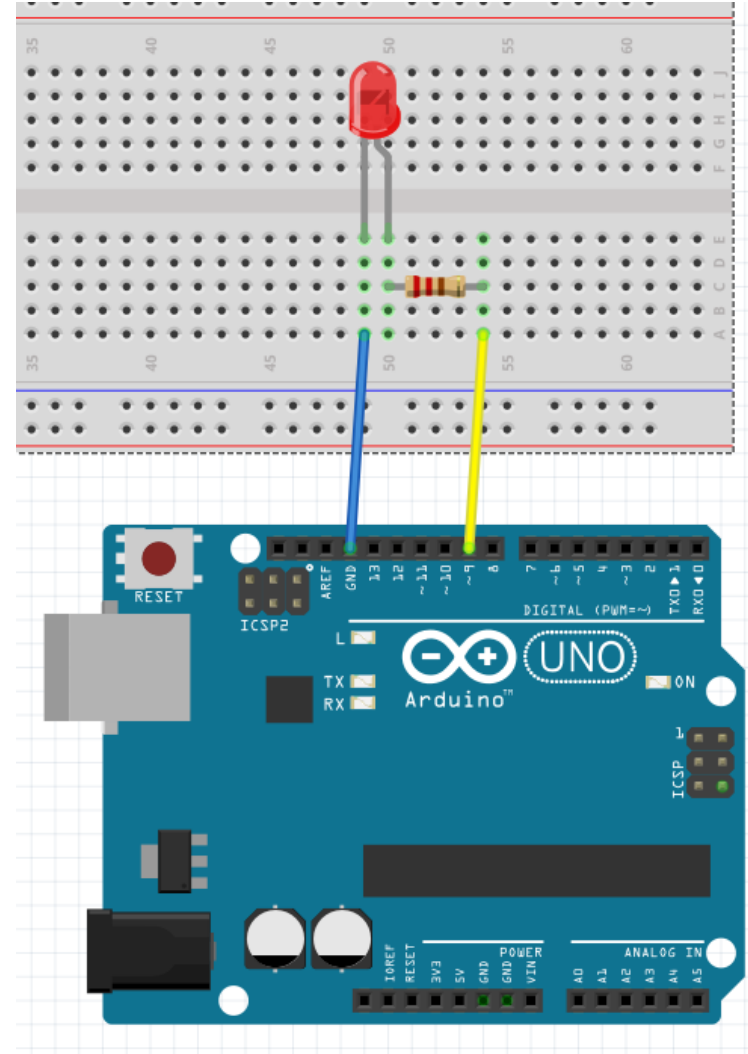 35 40 45 50 55 60
J
I
H
G
F
E
D
C
B
A
35 40 45 50 55 60
RESET
ICSP2
AREF
GND
13
12
~11
~10
~9
8
7
~6
~5
4
~3
2
TX0▶1
RX0◀0
DIGITAL (PWM=~)
L
TX
RX
UNO
Arduino™
ON
1
ICSP
IOREF
RESET
3V3
5V
GND
GND
VIN
POWER
A0
A1
A2
A3
A4
A5
ANALOG IN